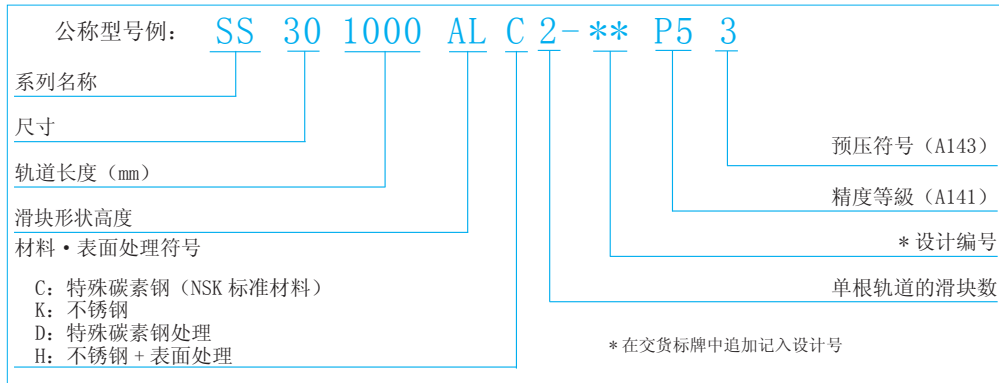 公称型号例: SS 30 1000 AL C 2-** P5 3
系列名称
尺寸
预压符号（A143）
轨道长度（mm）
精度等級（A141）
滑块形状高度
*设计编号
材料·表面处理符号
C: 特殊碳素钢（NSK标准材料）
单根轨道的滑块数
K: 不锈钢
D: 特殊碳素钢处理
*在交货标牌中追加记入设计号
H: 不锈钢+表面处理